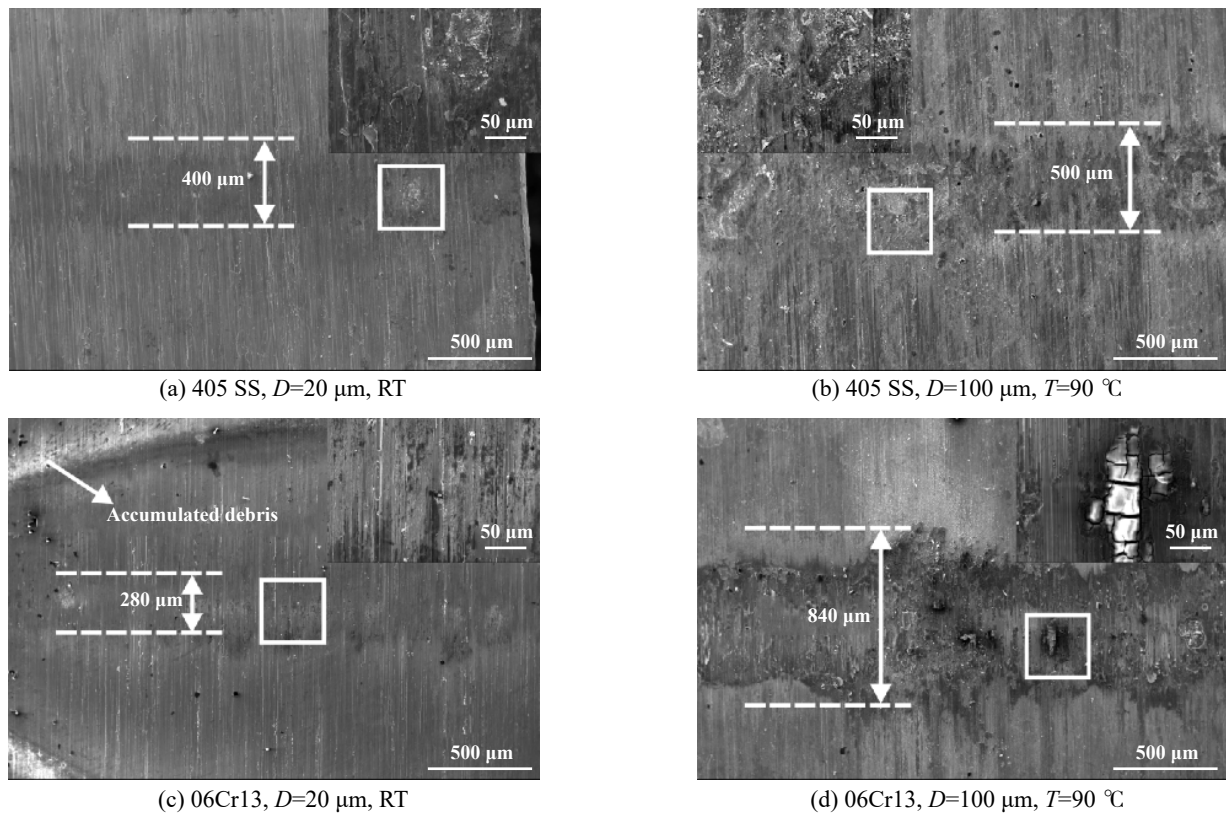 50 μm
400 μm
500 μm
(a) 405 SS, D=20 μm, RT
50 μm
500 μm
500 μm
(b) 405 SS, D=100 μm, T=90 ℃
Accumulated debris
50 μm
280 μm
500 μm
(c) 06Cr13, D=20 μm, RT
50 μm
840 μm
500 μm
(d) 06Cr13, D=100 μm, T=90 ℃